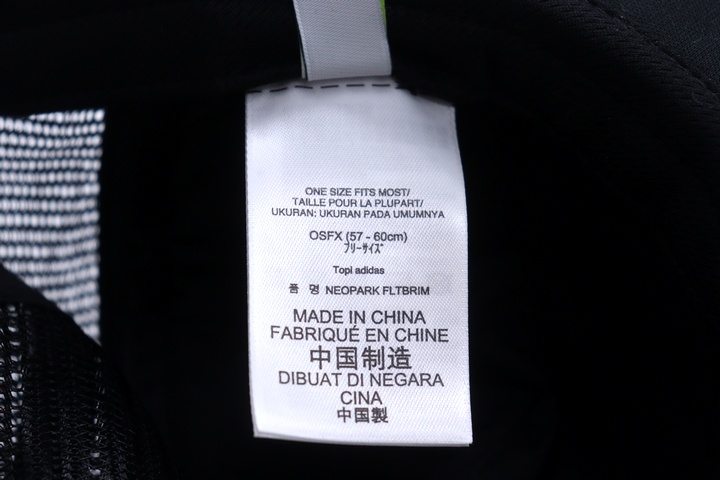 ONE SIZE FITS MOST/
TAILLE POUR LA PLUPART/
UKURAN: UKURAN PADA UMUMNYA
OSFX (57 - 60cm)
ﾌﾘｰｻｲｽﾞ
Topi adidas
品 名 NEOPARK FLTBRIM
MADE IN CHINA
FABRIQUÉ EN CHINE
中国制造
DIBUAT DI NEGARA
CINA
中国製